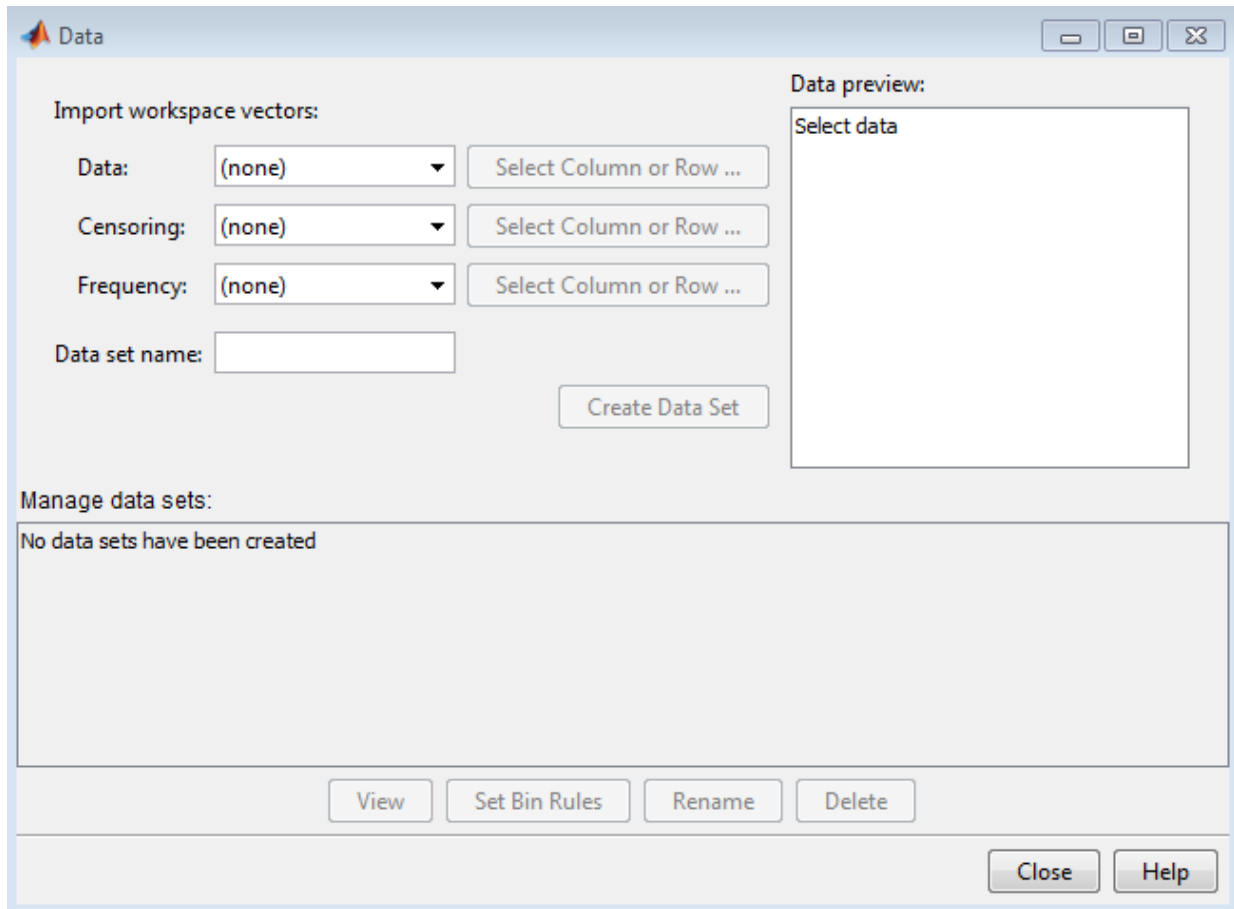 Data
Data preview:
Import workspace vectors:
Select data
Data: (none) Select Column or Row ...
Censoring: (none) Select Column or Row ...
Frequency: (none) Select Column or Row ...
Data set name:
Create Data Set
Manage data sets:
No data sets have been created
View Set Bin Rules Rename Delete
Close Help